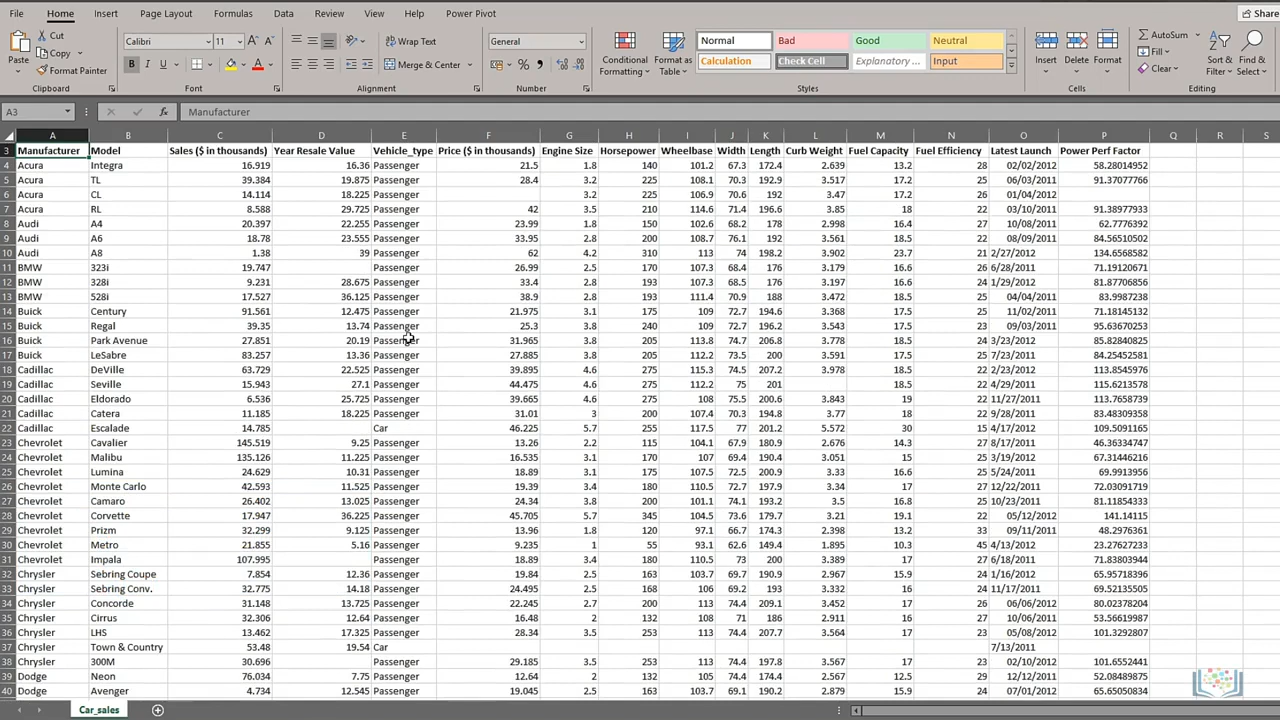 File Home Insert Page Layout Formulas Data Review View Help Power Pivot Share
Paste Cut Copy Format Painter Clipboard
Calibri 11 B I U Font
Wrap Text Merge & Center Alignment
General Number
Conditional Formatting Format as Table
Normal Bad Good Neutral
Calculation Check Cell Explanatory ... Input
Styles
Insert Delete Format Cells
AutoSum Fill Clear Sort & Filter Find & Select Editing
A3 fx Manufacturer
A B C D E F G H I J K L M N O P Q R S
3 Manufacturer Model Sales ($ in thousands) Year Resale Value Vehicle_type Price ($ in thousands) Engine Size Horsepower Wheelbase Width Length Curb Weight Fuel Capacity Fuel Efficiency Latest Launch Power Perf Factor
4 Acura Integra 16.919 16.36 Passenger 21.5 1.8 140 101.2 67.3 172.4 2.639 13.2 28 02/02/2012 58.28014952
5 Acura TL 39.384 19.875 Passenger 28.4 3.2 225 108.1 70.3 192.9 3.517 17.2 25 06/03/2011 91.37077766
6 Acura CL 14.114 18.225 Passenger 3.2 225 106.9 70.6 192 3.47 17.2 26 01/04/2012
7 Acura RL 8.588 29.725 Passenger 42 3.5 210 114.6 71.4 196.6 3.85 18 22 03/10/2011 91.38977933
8 Audi A4 20.397 22.255 Passenger 23.99 1.8 150 102.6 68.2 178 2.998 16.4 27 10/08/2011 62.7776392
9 Audi A6 18.78 23.555 Passenger 33.95 2.8 200 108.7 76.1 192 3.561 18.5 22 08/09/2011 84.56510502
10 Audi A8 1.38 39 Passenger 62 4.2 310 113 74 198.2 3.902 23.7 21 2/27/2012 134.6568582
11 BMW 323i 19.747 Passenger 26.99 2.5 170 107.3 68.4 176 3.179 16.6 26 6/28/2011 71.19120671
12 BMW 328i 9.231 28.675 Passenger 33.4 2.8 193 107.3 68.5 176 3.197 16.6 24 1/29/2012 81.87706856
13 BMW 528i 17.527 36.125 Passenger 38.9 2.8 193 111.4 70.9 188 3.472 18.5 25 04/04/2011 83.9987238
14 Buick Century 91.561 12.475 Passenger 21.975 3.1 175 109 72.7 194.6 3.368 17.5 25 11/02/2011 71.18145132
15 Buick Regal 39.35 13.74 Passenger 25.3 3.8 240 109 72.7 196.2 3.543 17.5 23 09/03/2011 95.63670253
16 Buick Park Avenue 27.851 20.19 Passenger 31.965 3.8 205 113.8 74.7 206.8 3.778 18.5 24 3/23/2012 85.82840825
17 Buick LeSabre 83.257 13.36 Passenger 27.885 3.8 205 112.2 73.5 200 3.591 17.5 25 7/23/2011 84.25452581
18 Cadillac DeVille 63.729 22.525 Passenger 39.895 4.6 275 115.3 74.5 207.2 3.978 18.5 22 2/23/2012 113.8545976
19 Cadillac Seville 15.943 27.1 Passenger 44.475 4.6 275 112.2 75 201 18.5 22 4/29/2011 115.6213578
20 Cadillac Eldorado 6.536 25.725 Passenger 39.665 4.6 275 108 75.5 200.6 3.843 19 22 11/27/2011 113.7658739
21 Cadillac Catera 11.185 18.225 Passenger 31.01 3 200 107.4 70.3 194.8 3.77 18 22 9/28/2011 83.48309358
22 Cadillac Escalade 14.785 Car 46.225 5.7 255 117.5 77 201.2 5.572 30 15 4/17/2012 109.5091165
23 Chevrolet Cavalier 145.519 9.25 Passenger 13.26 2.2 115 104.1 67.9 180.9 2.676 14.3 27 8/17/2011 46.36334747
24 Chevrolet Malibu 135.126 11.225 Passenger 16.535 3.1 170 107 69.4 190.4 3.051 15 25 3/19/2012 67.31446216
25 Chevrolet Lumina 24.629 10.31 Passenger 18.89 3.1 175 107.5 72.5 200.9 3.33 16.6 25 5/24/2011 69.9913956
26 Chevrolet Monte Carlo 42.593 11.525 Passenger 19.39 3.4 180 110.5 72.7 197.9 3.34 17 27 12/22/2011 72.03091719
27 Chevrolet Camaro 26.402 13.025 Passenger 24.34 3.8 200 101.1 74.1 193.2 3.5 16.8 25 10/23/2011 81.11854333
28 Chevrolet Corvette 17.947 36.225 Passenger 45.705 5.7 345 104.5 73.6 179.7 3.21 19.1 22 05/12/2012 141.14115
29 Chevrolet Prizm 32.299 9.125 Passenger 13.96 1.8 120 97.1 66.7 174.3 2.398 13.2 33 09/11/2011 48.2976361
30 Chevrolet Metro 21.855 5.16 Passenger 9.235 1 55 93.1 62.6 149.4 1.895 10.3 45 4/13/2012 23.27627233
31 Chevrolet Impala 107.995 Passenger 18.89 3.4 180 110.5 73 200 3.389 17 27 6/18/2011 71.83803944
32 Chrysler Sebring Coupe 7.854 12.36 Passenger 19.84 2.5 163 103.7 69.7 190.9 2.967 15.9 24 1/16/2012 65.95718396
33 Chrysler Sebring Conv. 32.775 14.18 Passenger 24.495 2.5 168 106 69.2 193 3.332 16 24 11/17/2011 69.52135505
34 Chrysler Concorde 31.148 13.725 Passenger 22.245 2.7 200 113 74.4 209.1 3.452 17 26 06/06/2012 80.02378204
35 Chrysler Cirrus 32.306 12.64 Passenger 16.48 2 132 108 71 186 2.911 16 27 10/06/2011 53.56619987
36 Chrysler LHS 13.462 17.325 Passenger 28.34 3.5 253 113 74.4 207.7 3.564 17 23 05/08/2012 101.3292807
37 Chrysler Town & Country 53.48 19.54 Car 7/13/2011
38 Chrysler 300M 30.696 Passenger 29.185 3.5 253 113 74.4 197.8 3.567 17 23 02/10/2012 101.6552441
39 Dodge Neon 76.034 7.75 Passenger 12.64 2 132 105 74.4 174.4 2.567 12.5 29 12/12/2011 52.08489875
40 Dodge Avenger 4.734 12.545 Passenger 19.045 2.5 163 103.7 69.1 190.2 2.879 15.9 24 07/01/2012 65.65050834
Car_sales